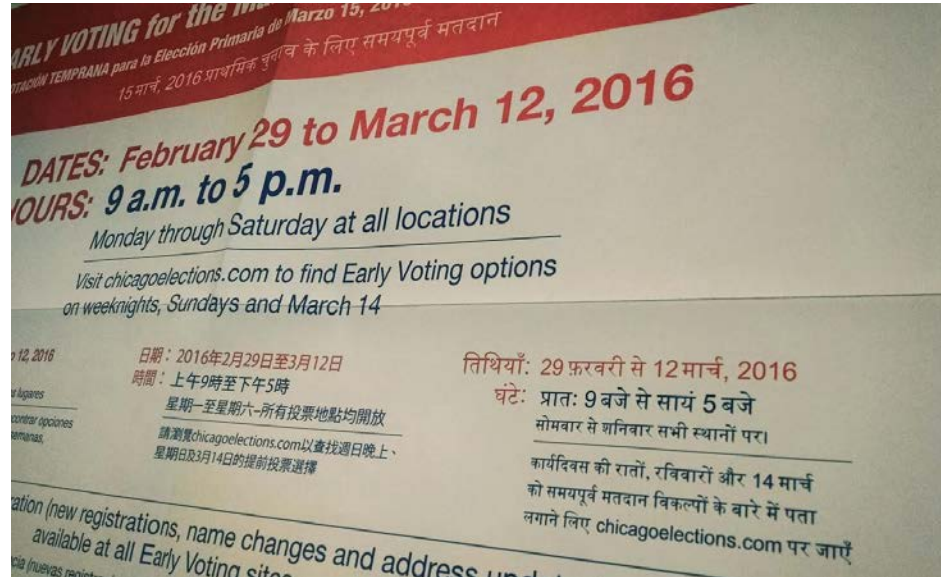 EARLY VOTING for the
VOTACIÓN TEMPRANA para la Elección Primaria de Marzo 15, 2016
15 मार्च, 2016 प्राथमिक चुनाव के लिए समयपूर्व मतदान
DATES: February 29 to March 12, 2016
HOURS: 9 a.m. to 5 p.m.
Monday through Saturday at all locations
Visit chicagoelections.com to find Early Voting options
on weeknights, Sundays and March 14
12, 2016
lugares
contrar opciones
semanas,
日期：2016年2月29日至3月12日
時間：上午9時至下午5時
星期一至星期六–所有投票地點均開放
請瀏覽chicagoelections.com以查找週日晚上、
星期日及3月14日的提前投票選擇
तिथियाँ: 29 फ़रवरी से 12 मार्च, 2016
घंटे: प्रातः 9 बजे से सायं 5 बजे
सोमवार से शनिवार सभी स्थानों पर।
कार्यदिवस की रातों, रविवारों और 14 मार्च
को समयपूर्व मतदान विकल्पों के बारे में पता
लगाने लिए chicagoelections.com पर जाएँ
(new registrations, name changes and address
available at all Early Voting sites
(nuevas